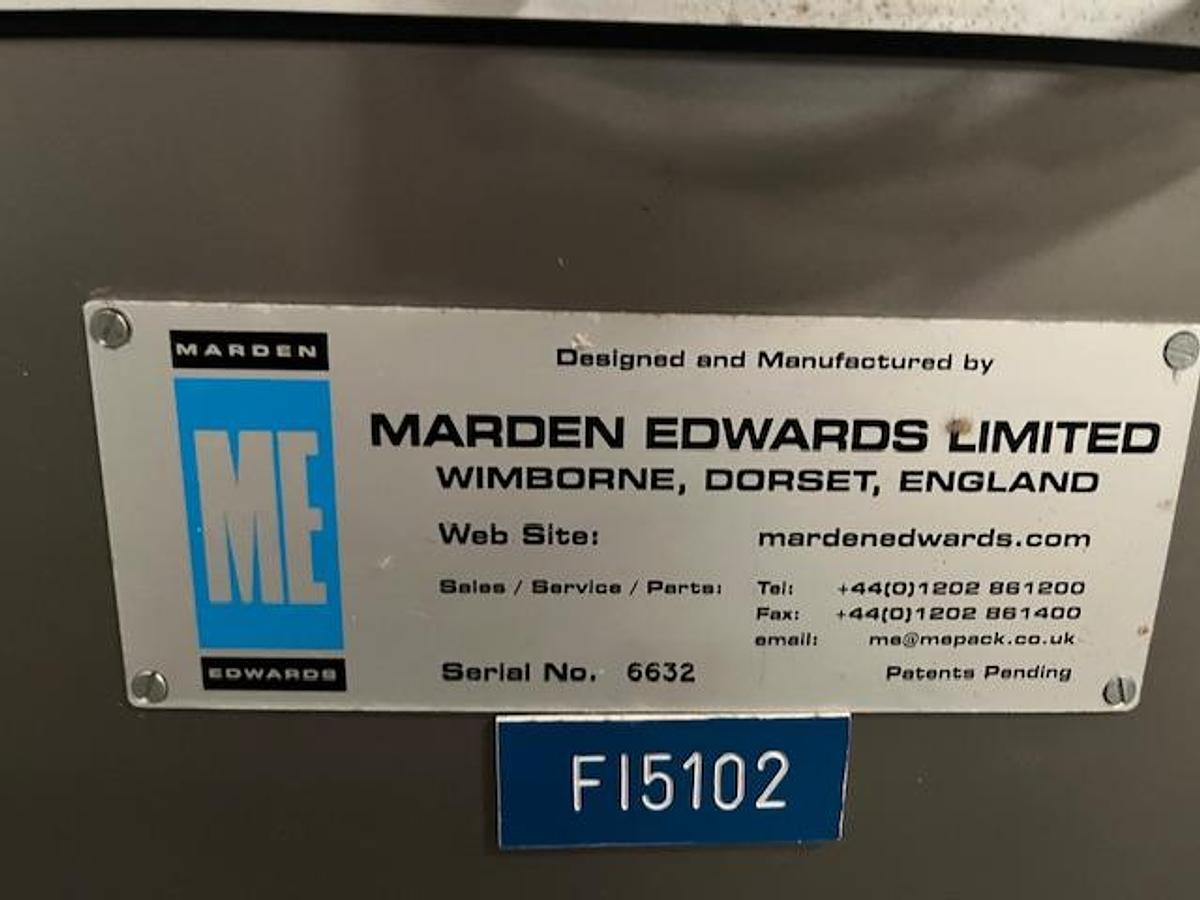 MARDEN
ME
EDWARDS
Designed and Manufactured by
MARDEN EDWARDS LIMITED
WIMBORNE, DORSET, ENGLAND
Web Site: mardenedwards.com
Sales / Service / Parts: Tel: +44(0)1202 861200
Fax: +44(0)1202 861400
email: me@mepack.co.uk
Serial No. 6632 Patents Pending
FI5102